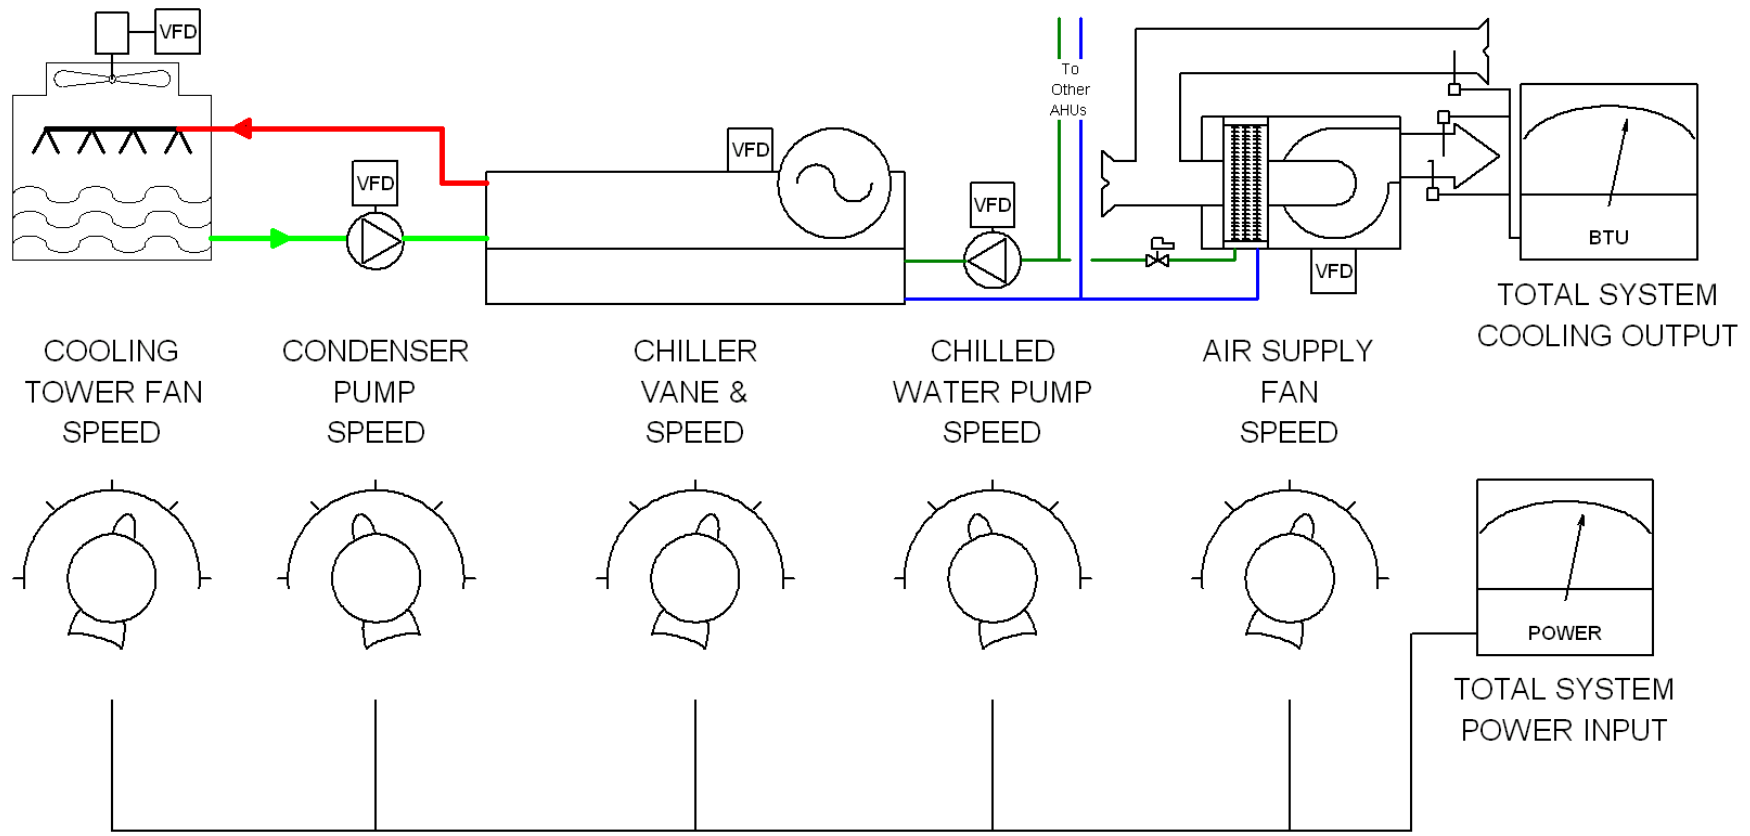 VFD
To
Other
AHUs
VFD
VFD
VFD
VFD
BTU
TOTAL SYSTEM
COOLING OUTPUT
COOLING
TOWER FAN
SPEED
CONDENSER
PUMP
SPEED
CHILLER
VANE &
SPEED
CHILLED
WATER PUMP
SPEED
AIR SUPPLY
FAN
SPEED
POWER
TOTAL SYSTEM
POWER INPUT